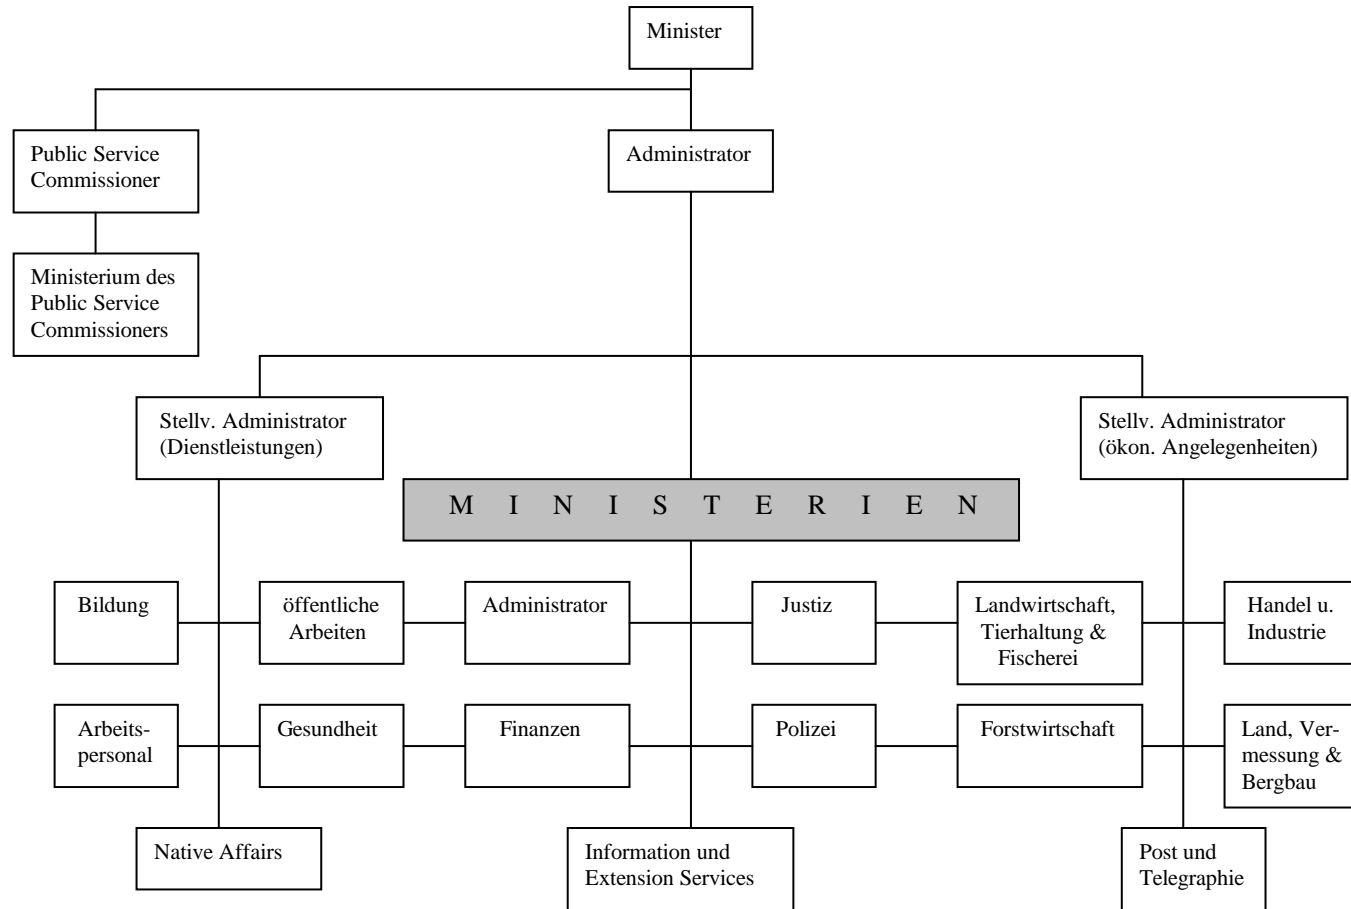 Minister
Public Service
Commissioner
Administrator
Ministerium des
Public Service
Commissioners
Stellv. Administrator
(Dienstleistungen)
Stellv. Administrator
(ökon. Angelegenheiten)
M I N I S T E R I E N
Bildung
öffentliche
Arbeiten
Administrator
Justiz
Landwirtschaft,
Tierhaltung &
Fischerei
Handel u.
Industrie
Arbeits-
personal
Gesundheit
Finanzen
Polizei
Forstwirtschaft
Land, Ver-
messung &
Bergbau
Native Affairs
Information und
Extension Services
Post und
Telegraphie